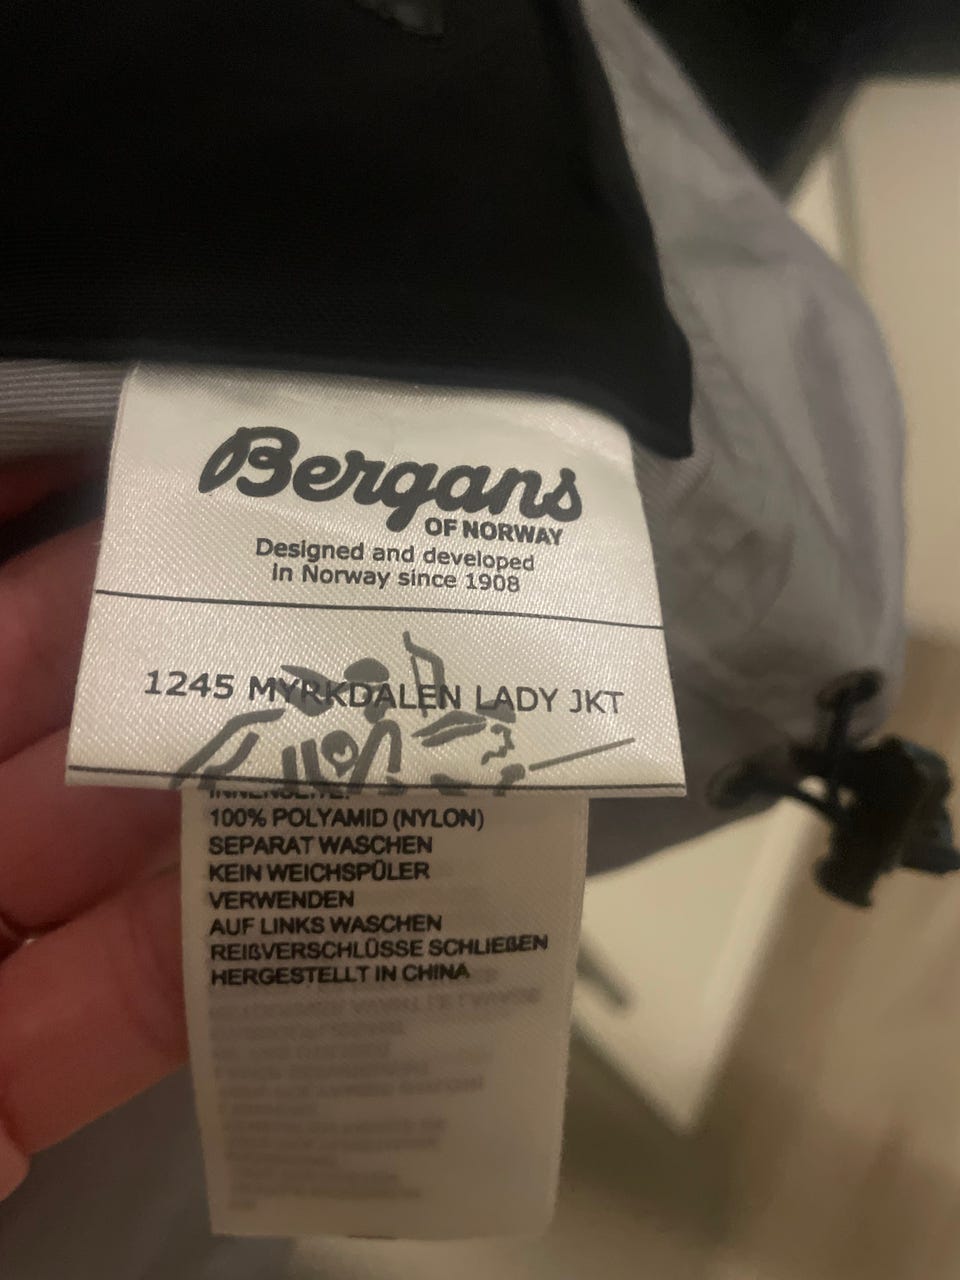 Bergans
OF NORWAY
Designed and developed
in Norway since 1908
1245 MYRKDALEN LADY JKT
INNENSEITE:
100% POLYAMID (NYLON)
SEPARAT WASCHEN
KEIN WEICHSPÜLER
VERWENDEN
AUF LINKS WASCHEN
REIßVERSCHLÜSSE SCHLIEßEN
HERGESTELLT IN CHINA